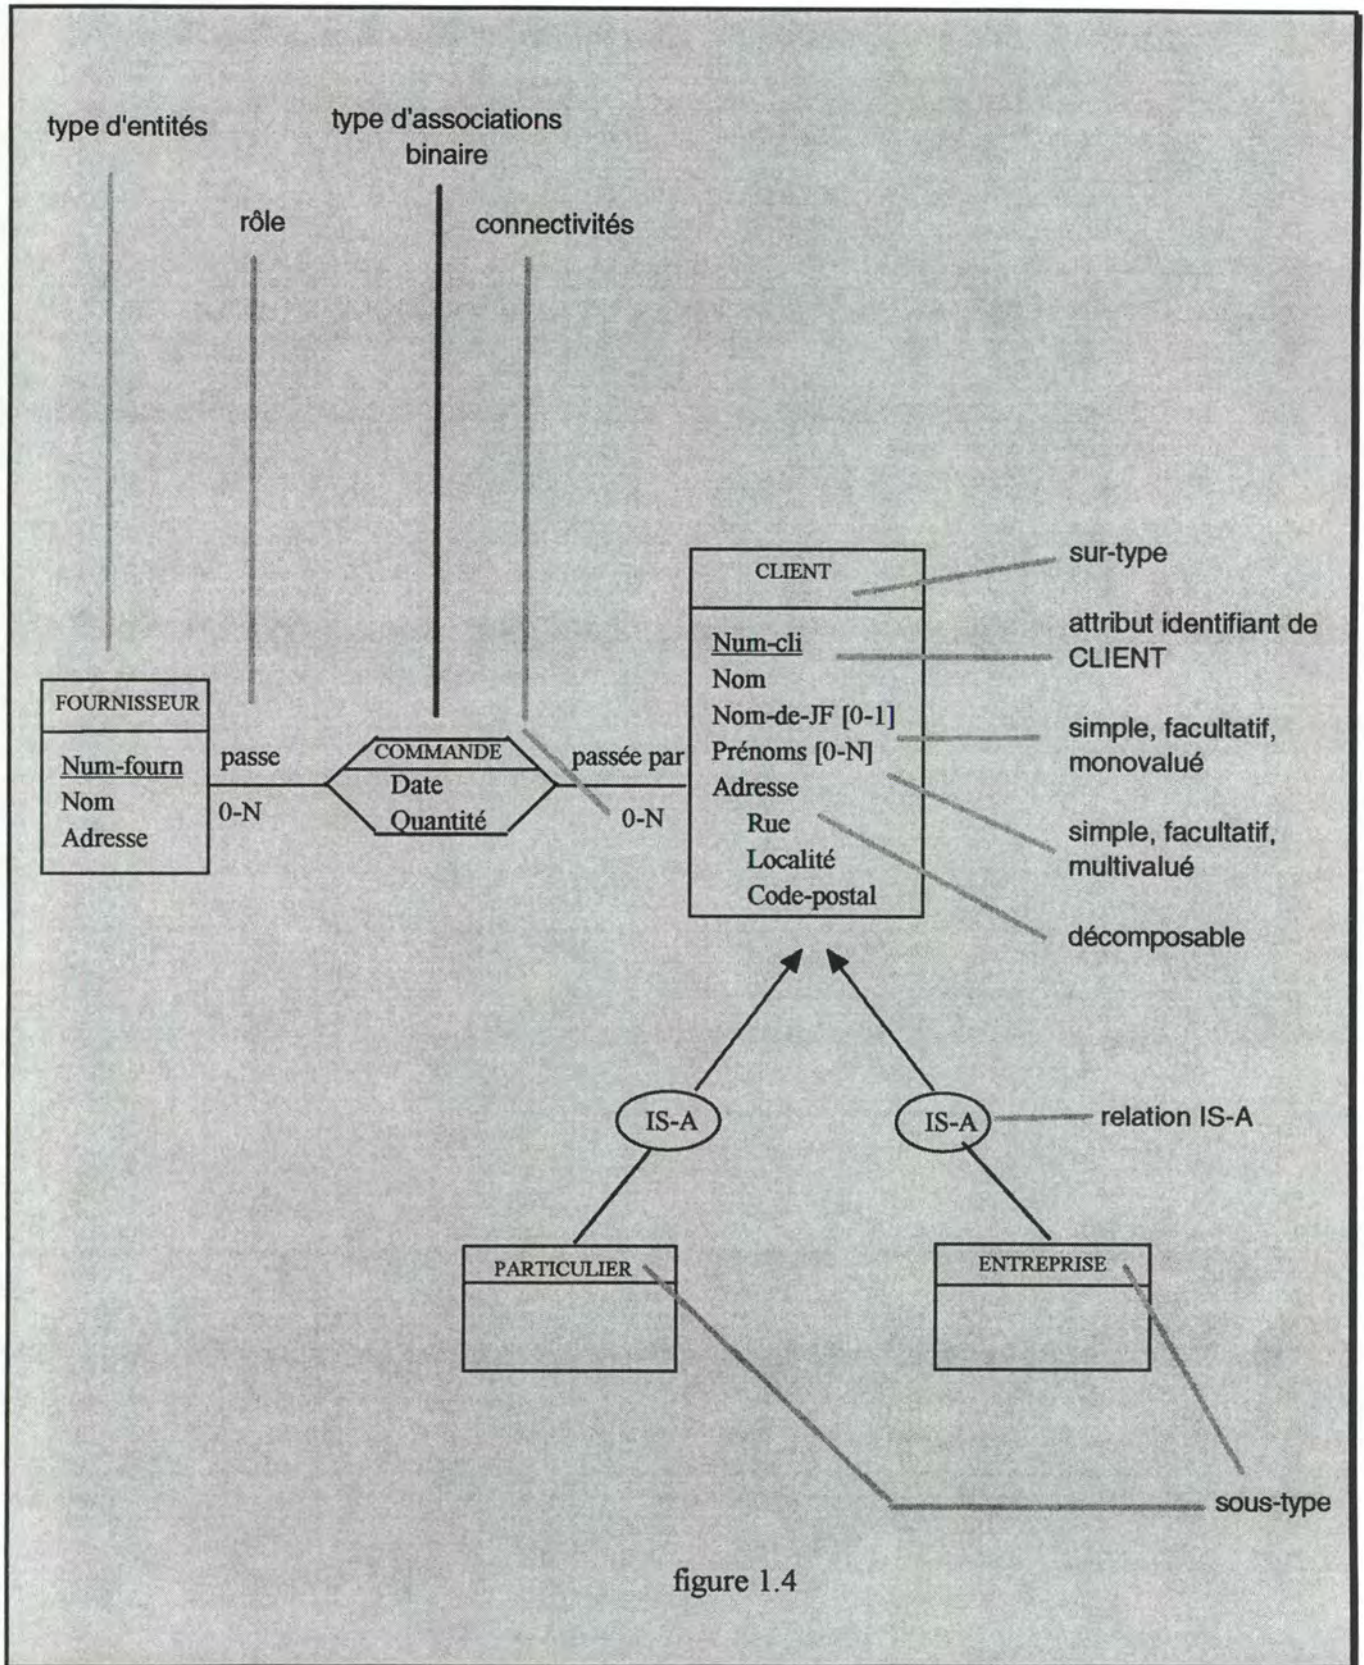 type d'entités
type d'associations
binaire
rôle
connectivités
CLIENT
sur-type
Num-cli
attribut identifiant de
CLIENT
Nom
Nom-de-JF [0-1]
simple, facultatif,
monovalué
Prénoms [0-N]
Adresse
Rue
Localité
Code-postal
simple, facultatif,
multivalué
décomposable
FOURNISSEUR
Num-fourn
Nom
Adresse
passe
0-N
COMMANDE
Date
Quantité
passée par
0-N
IS-A
IS-A
relation IS-A
PARTICULIER
ENTREPRISE
sous-type
figure 1.4